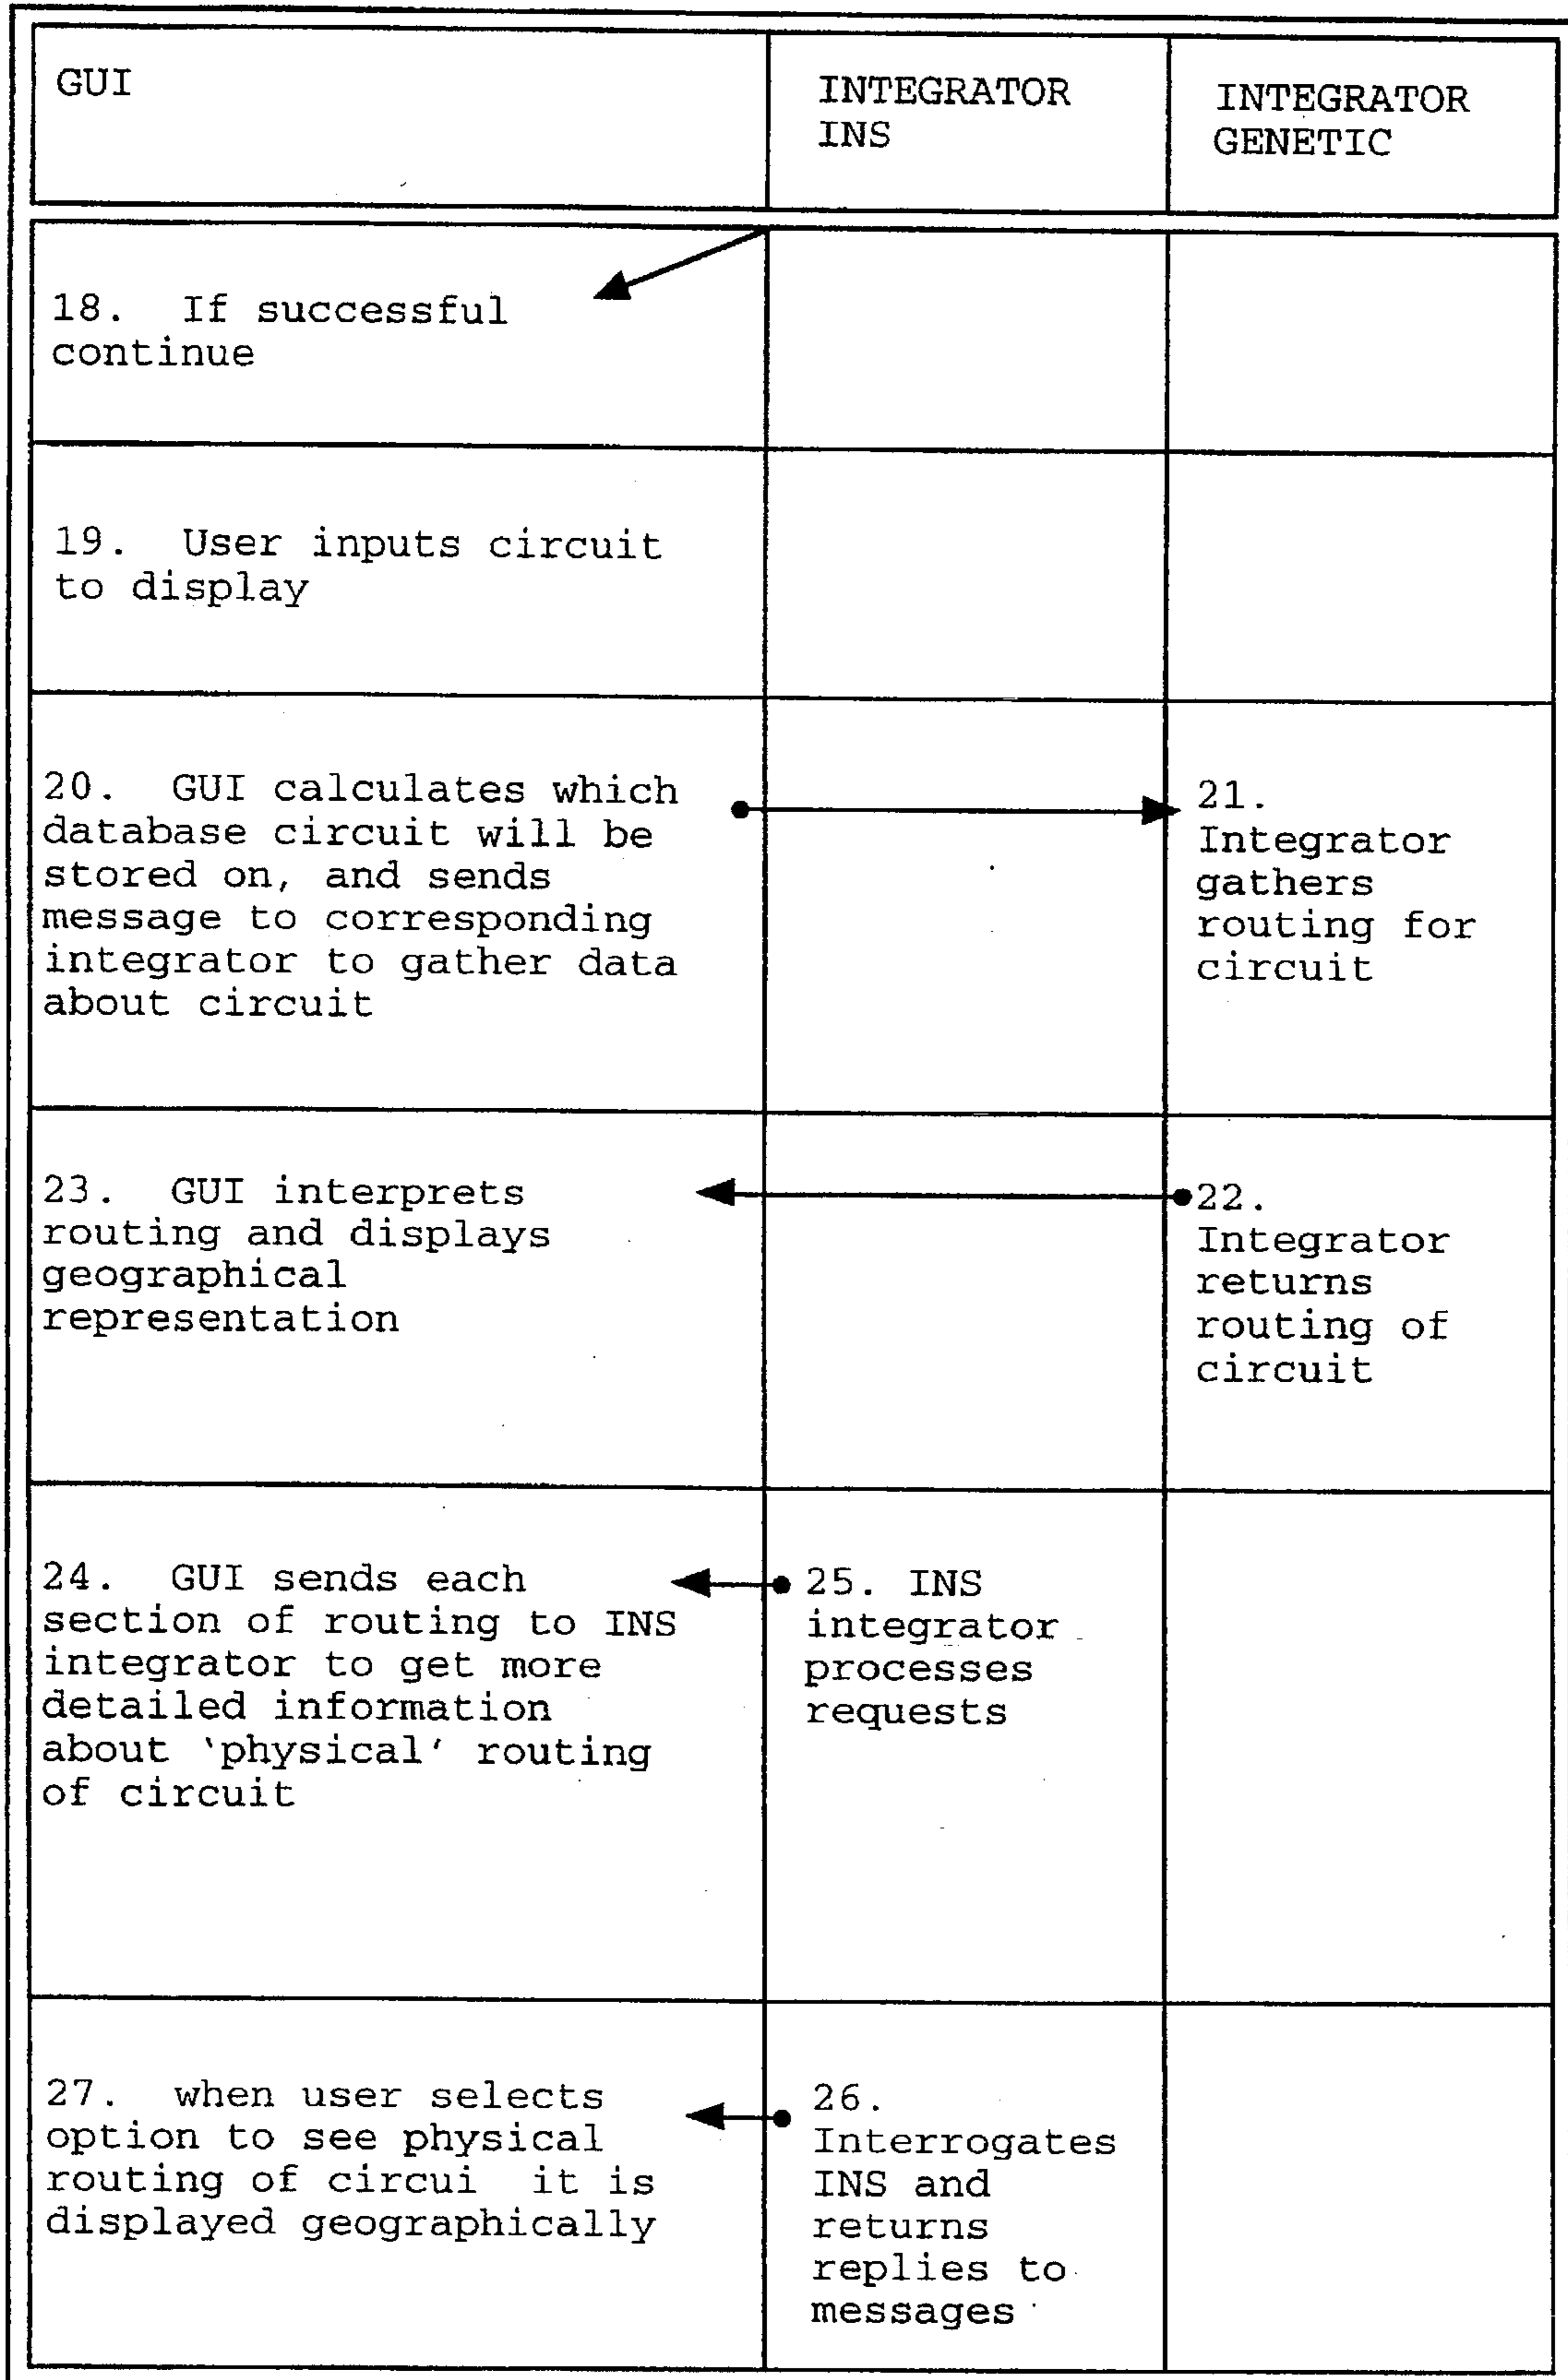 GUI
INTEGRATOR
INS
INTEGRATOR
GENETIC
18. If successful
continue
19. User inputs circuit
to display
20. GUI calculates which
database circuit will be
stored on, and sends
message to corresponding
integrator to gather data
about circuit
21.
Integrator
gathers
routing for
circuit
23. GUI interprets
routing and displays
geographical
representation
22.
Integrator
returns
routing of
circuit
24. GUI sends each
section of routing to INS
integrator to get more
detailed information
about 'physical' routing
of circuit
25. INS
integrator
processes
requests
27. when user selects
option to see physical
routing of circui it is
displayed geographically
26.
Interrogates
INS and
returns
replies to
messages